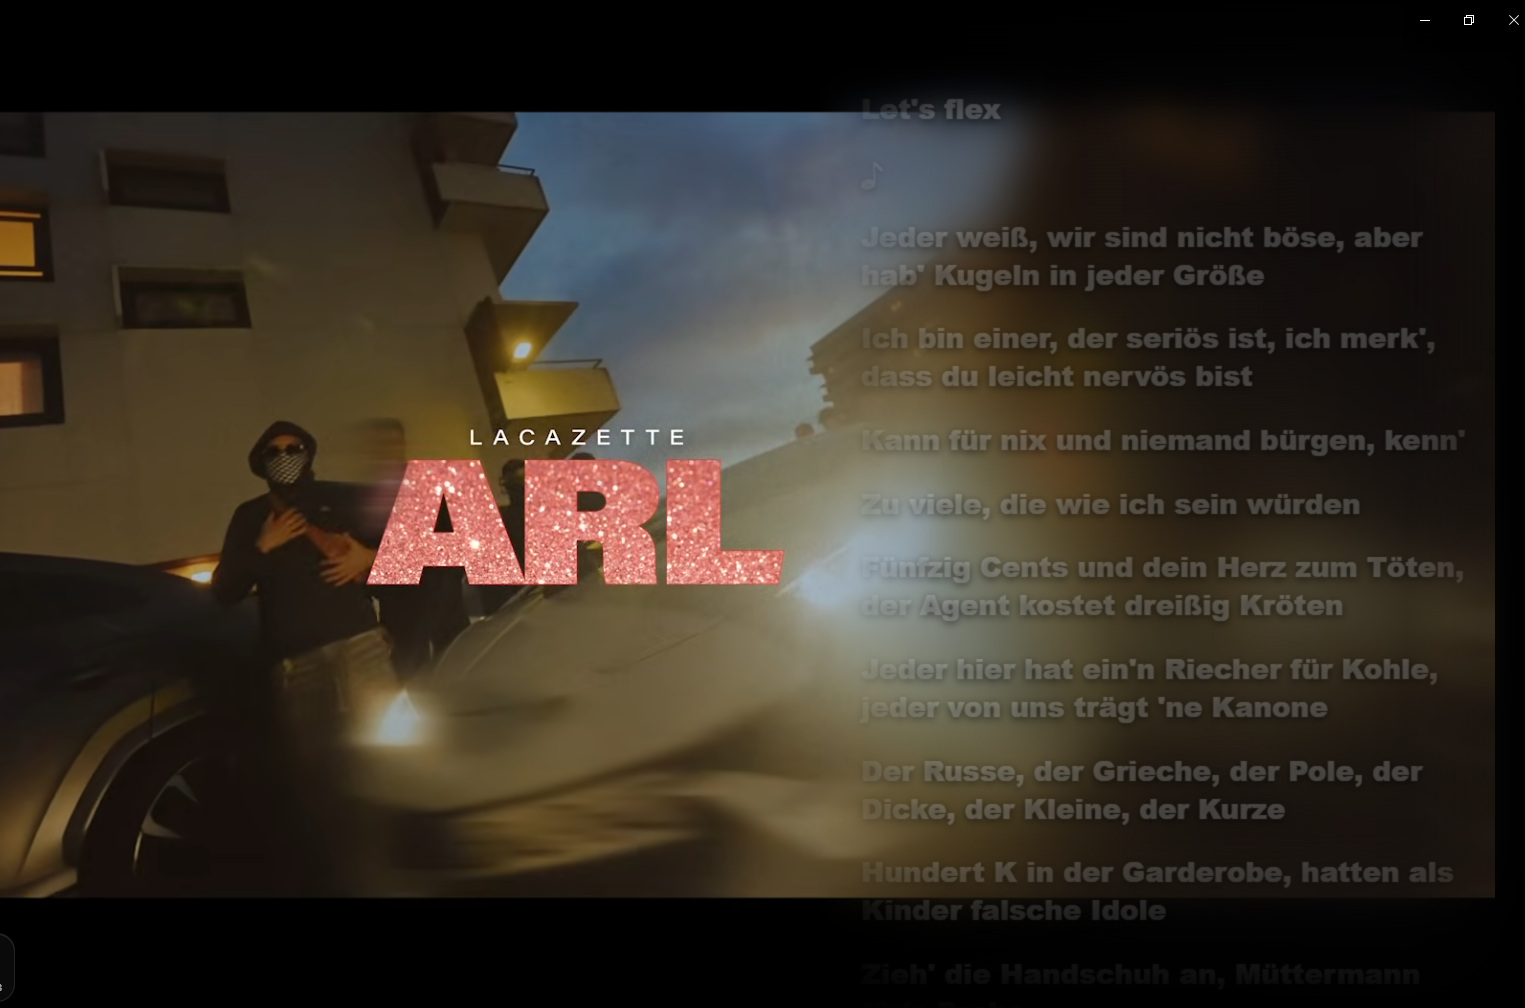 Let's flex
♪
Jeder weiß, wir sind nicht böse, aber
hab' Kugeln in jeder Größe
Ich bin einer, der seriös ist, ich merk',
dass du leicht nervös bist
Kann für nix und niemand bürgen, kenn'
Zu viele, die wie ich sein würden
Fünfzig Cents und dein Herz zum Töten,
der Agent kostet dreißig Kröten
Jeder hier hat ein'n Riecher für Kohle,
jeder von uns trägt 'ne Kanone
Der Russe, der Grieche, der Pole, der
Dicke, der Kleine, der Kurze
Hundert K in der Garderobe, hatten als
Kinder falsche Idole
Zieh' die Handschuh an, Müttermann
LACAZETTE
ARL